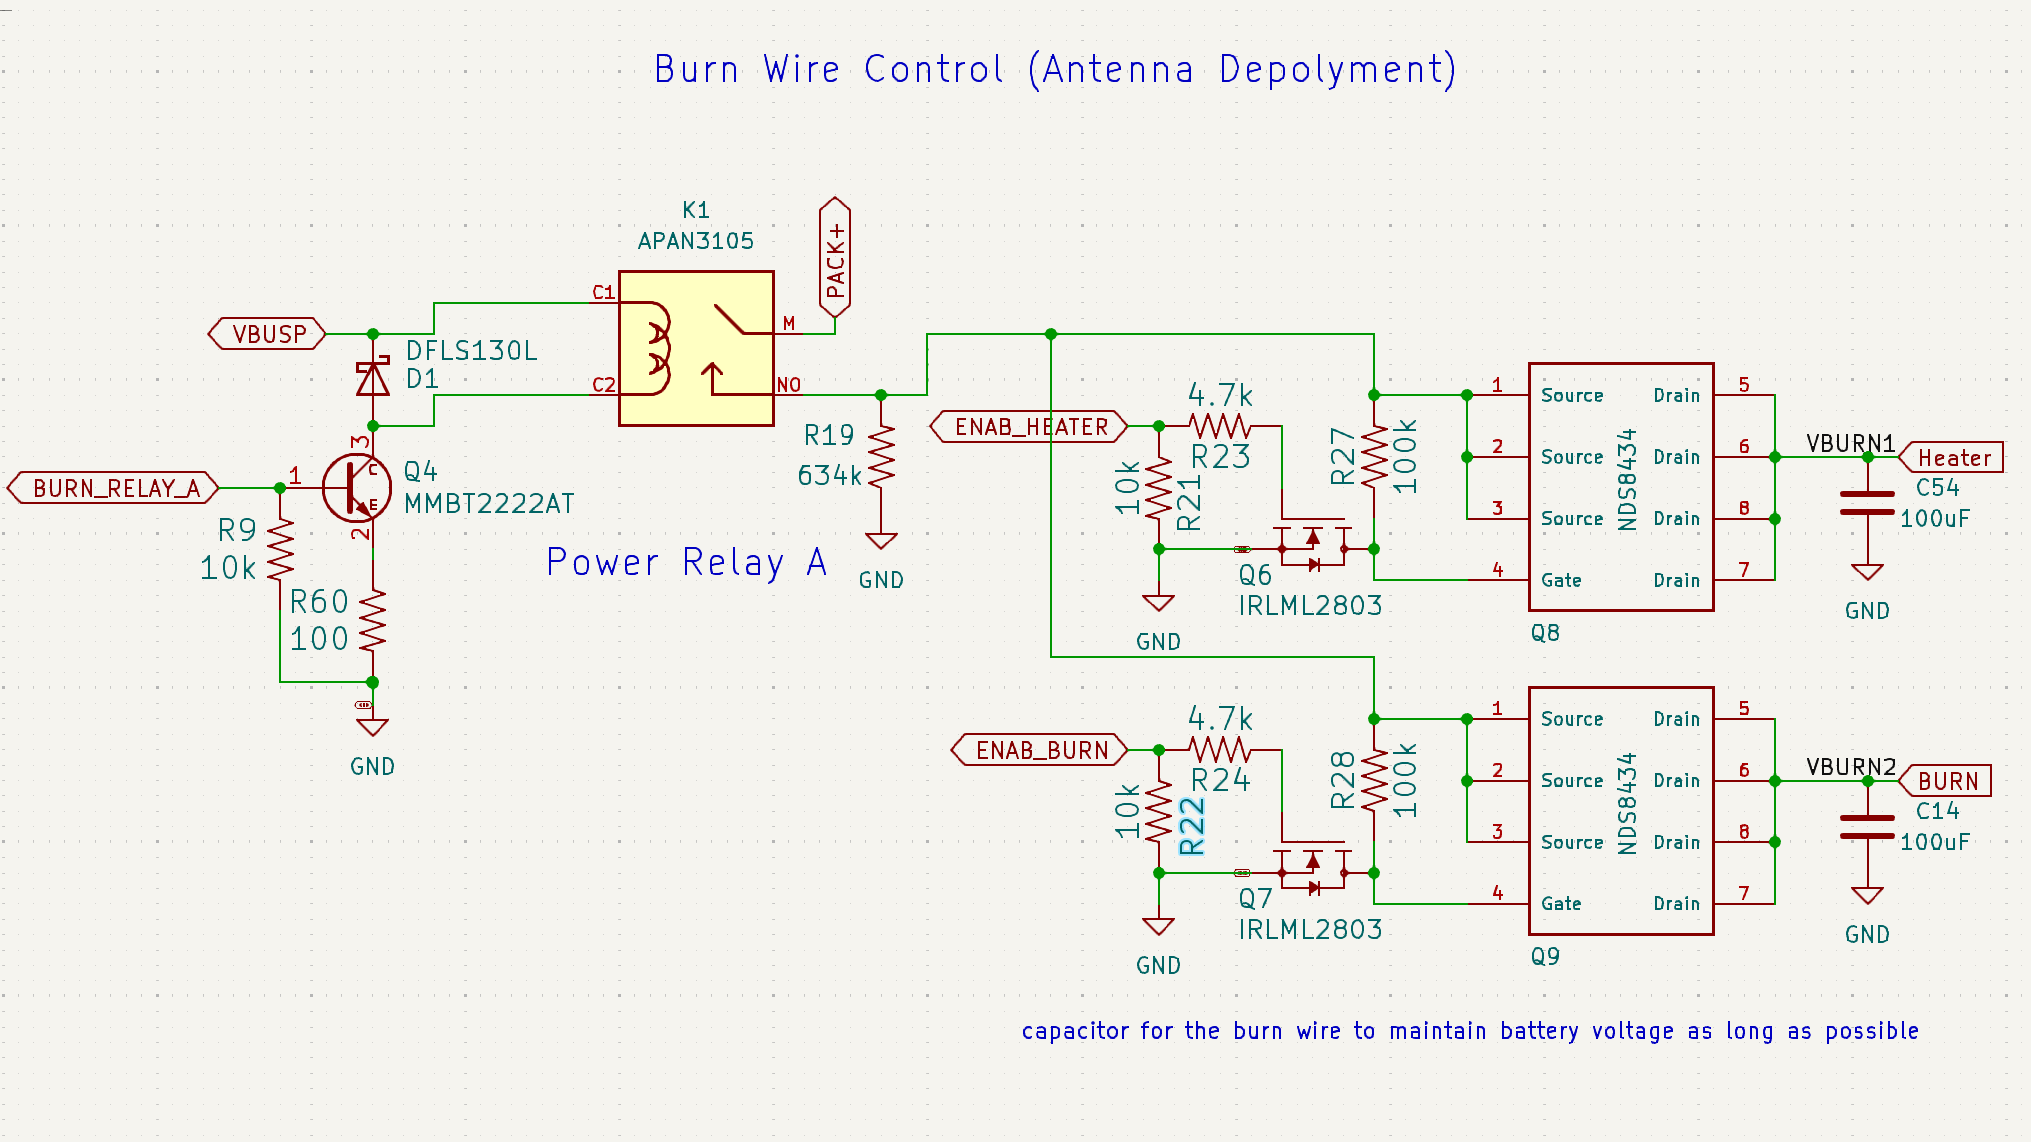 Burn Wire Control (Antenna Depolyment)
K1
APAN3105
PACK+
C1
M
C2
NO
VBUSP
DFLS130L
D1
3
C
E
1
2
Q4
MMBT2222AT
BURN_RELAY_A
R9
10k
R60
100
GND
Power Relay A
R19
634k
GND
ENAB_HEATER
4.7k
R23
10k
R21
R27
100k
Q6
IRLML2803
GND
1
Source
Drain
5
2
Source
Drain
6
3
Source
Drain
8
4
Gate
Drain
7
NDS8434
Q8
VBURN1
Heater
C54
100uF
GND
ENAB_BURN
4.7k
R24
10k
R22
R28
100k
Q7
IRLML2803
GND
1
Source
Drain
5
2
Source
Drain
6
3
Source
Drain
8
4
Gate
Drain
7
NDS8434
Q9
VBURN2
BURN
C14
100uF
GND
capacitor for the burn wire to maintain battery voltage as long as possible